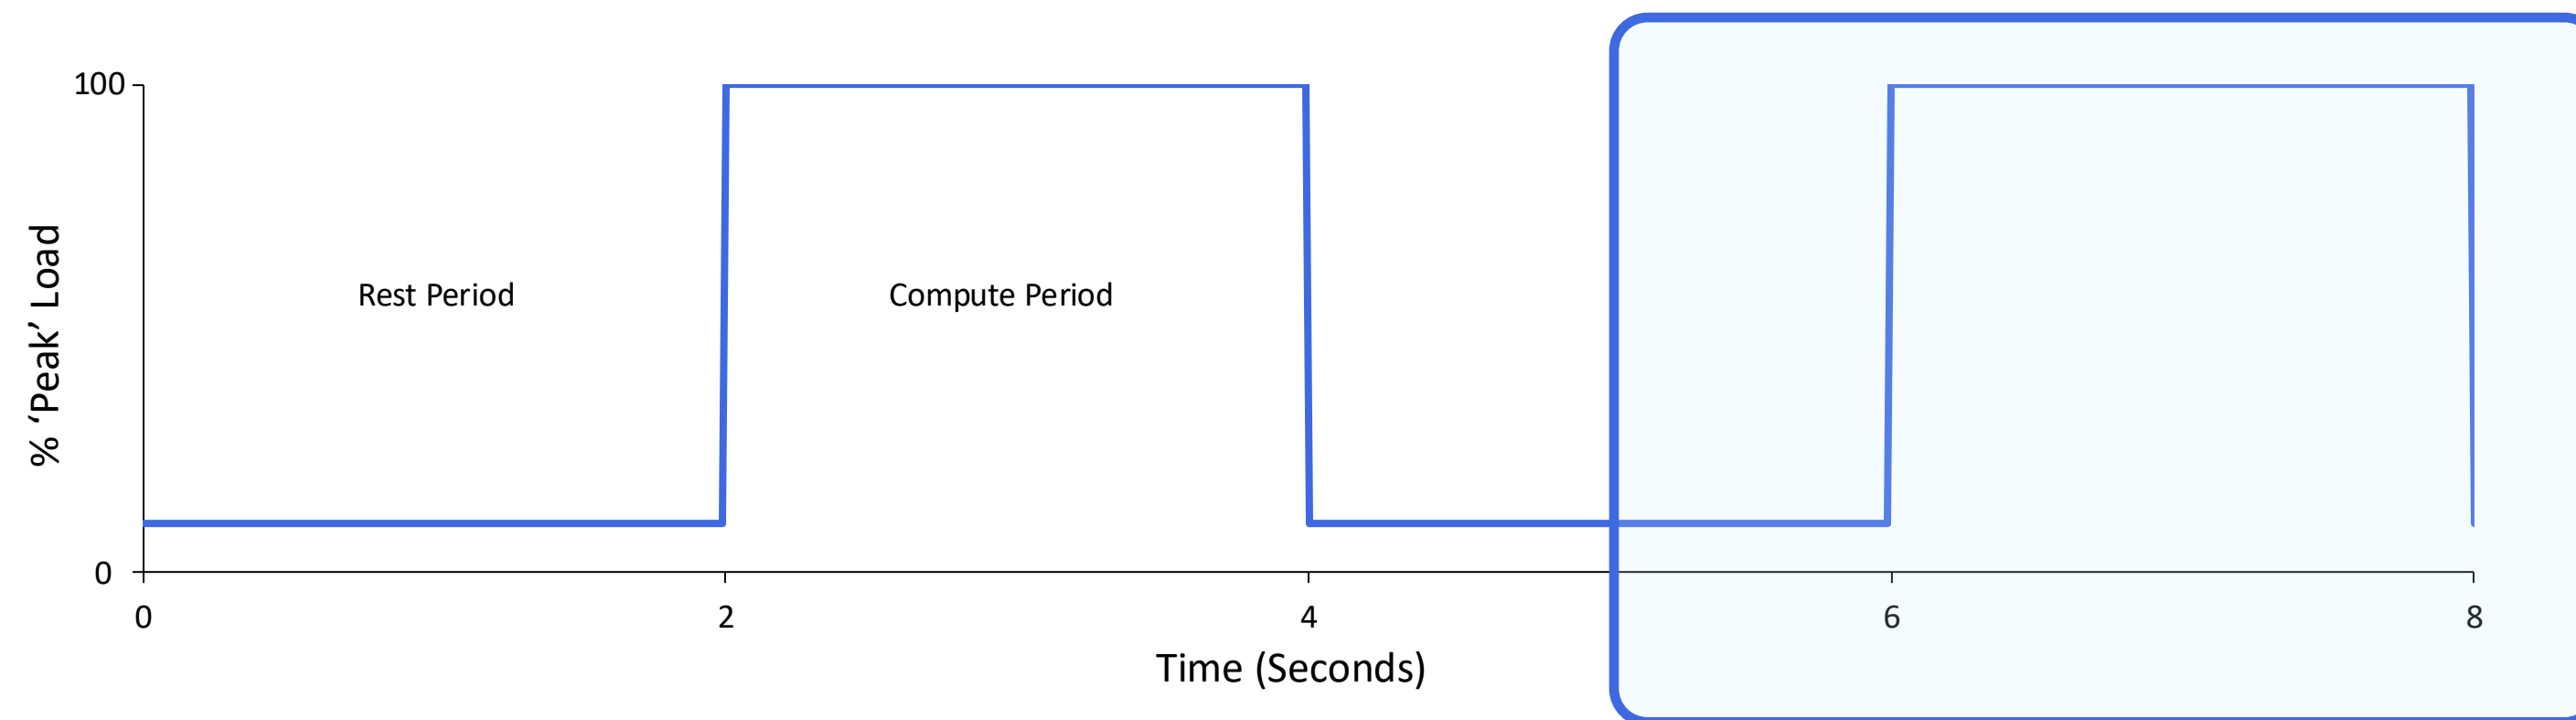 100
% ‘Peak’ Load
Rest Period
Compute Period
0
0
2
4
6
8
Time (Seconds)